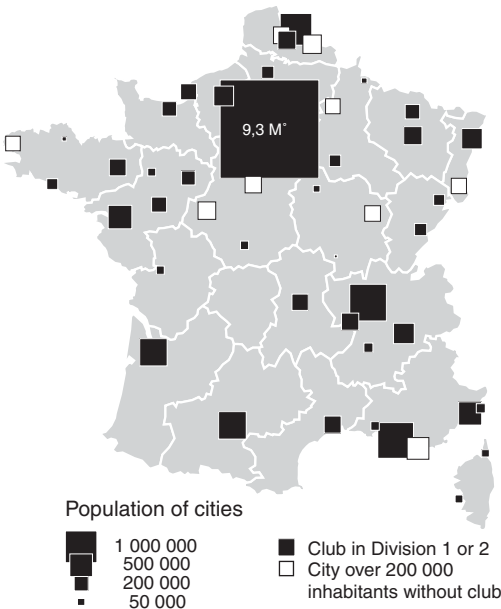 9,3 M°
Population of cities
1 000 000
500 000
200 000
50 000
Club in Division 1 or 2
City over 200 000
inhabitants without club